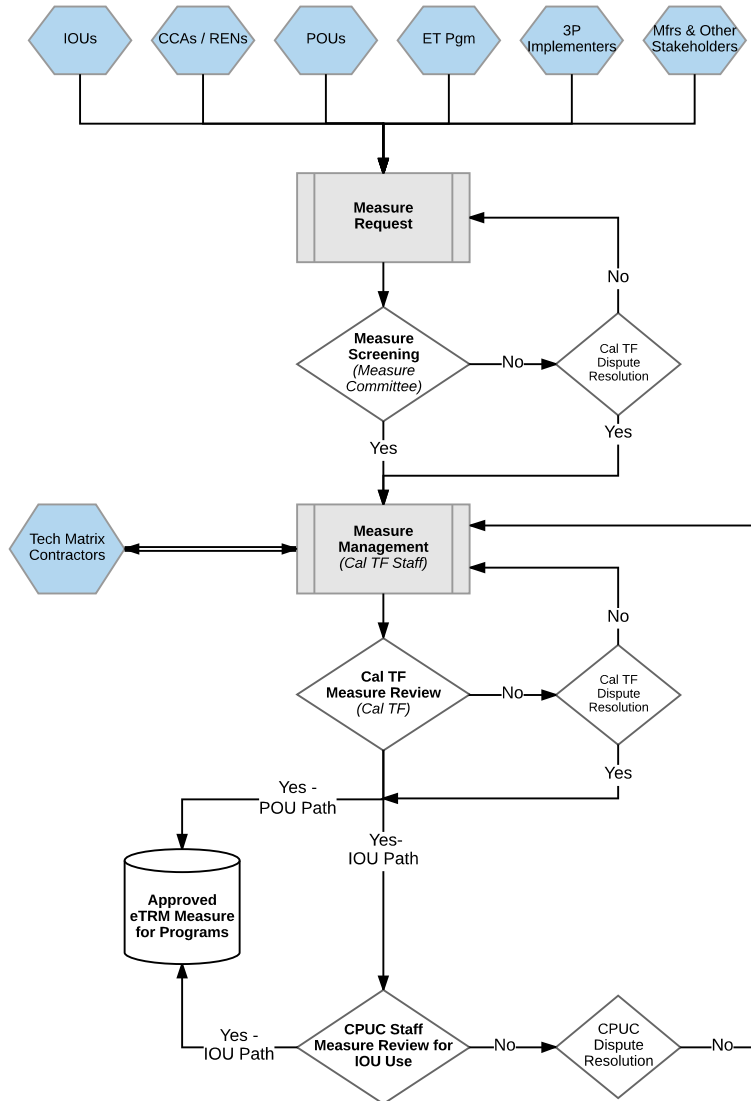 IOUs
CCAs / RENs
POUs
ET Pgm
3P
Implementers
Mfrs & Other
Stakeholders
Measure
Request
No
Measure
Screening
(Measure
Committee)
No
Cal TF
Dispute
Resolution
Yes
Yes
Tech Matrix
Contractors
Measure
Management
(Cal TF Staff)
No
Cal TF
Measure Review
(Cal TF)
No
Cal TF
Dispute
Resolution
Yes
Yes -
POU Path
Yes-
IOU Path
Approved
eTRM Measure
for Programs
Yes -
IOU Path
CPUC Staff
Measure Review for
IOU Use
No
CPUC
Dispute
Resolution
No